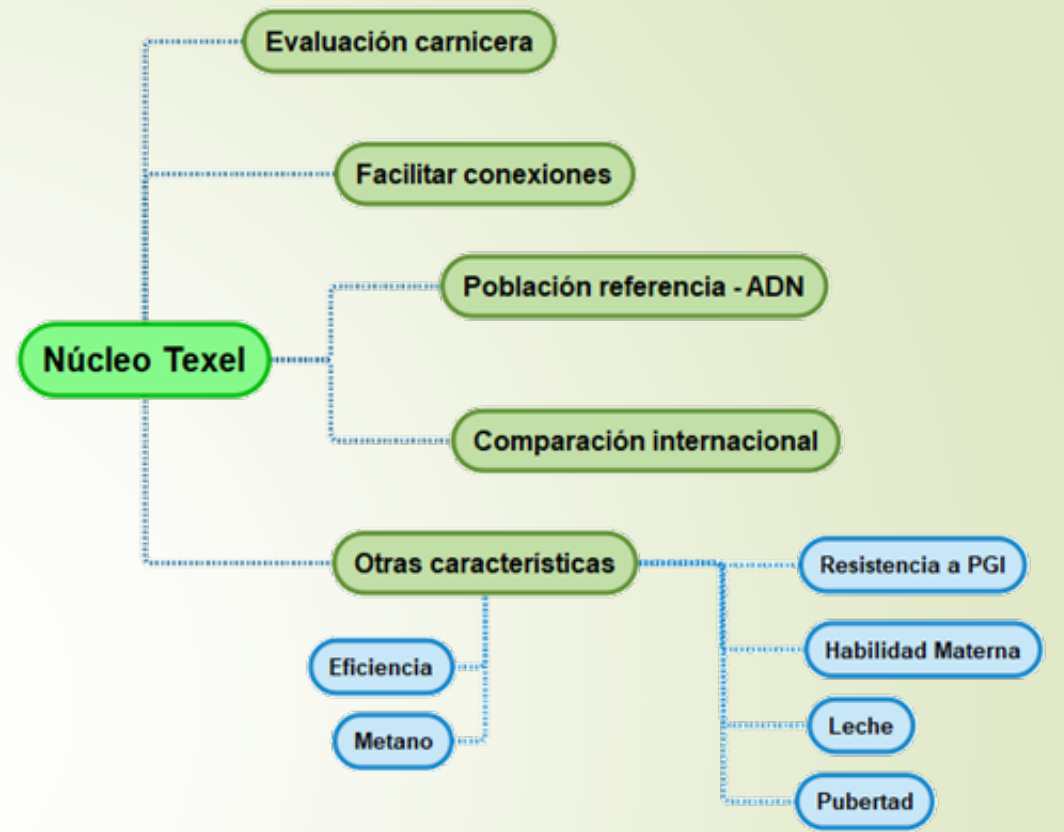 Evaluación carnicera
Facilitar conexiones
Población referencia - ADN
Núcleo Texel
Comparación internacional
Otras características
Resistencia a PGI
Habilidad Materna
Eficiencia
Leche
Metano
Pubertad